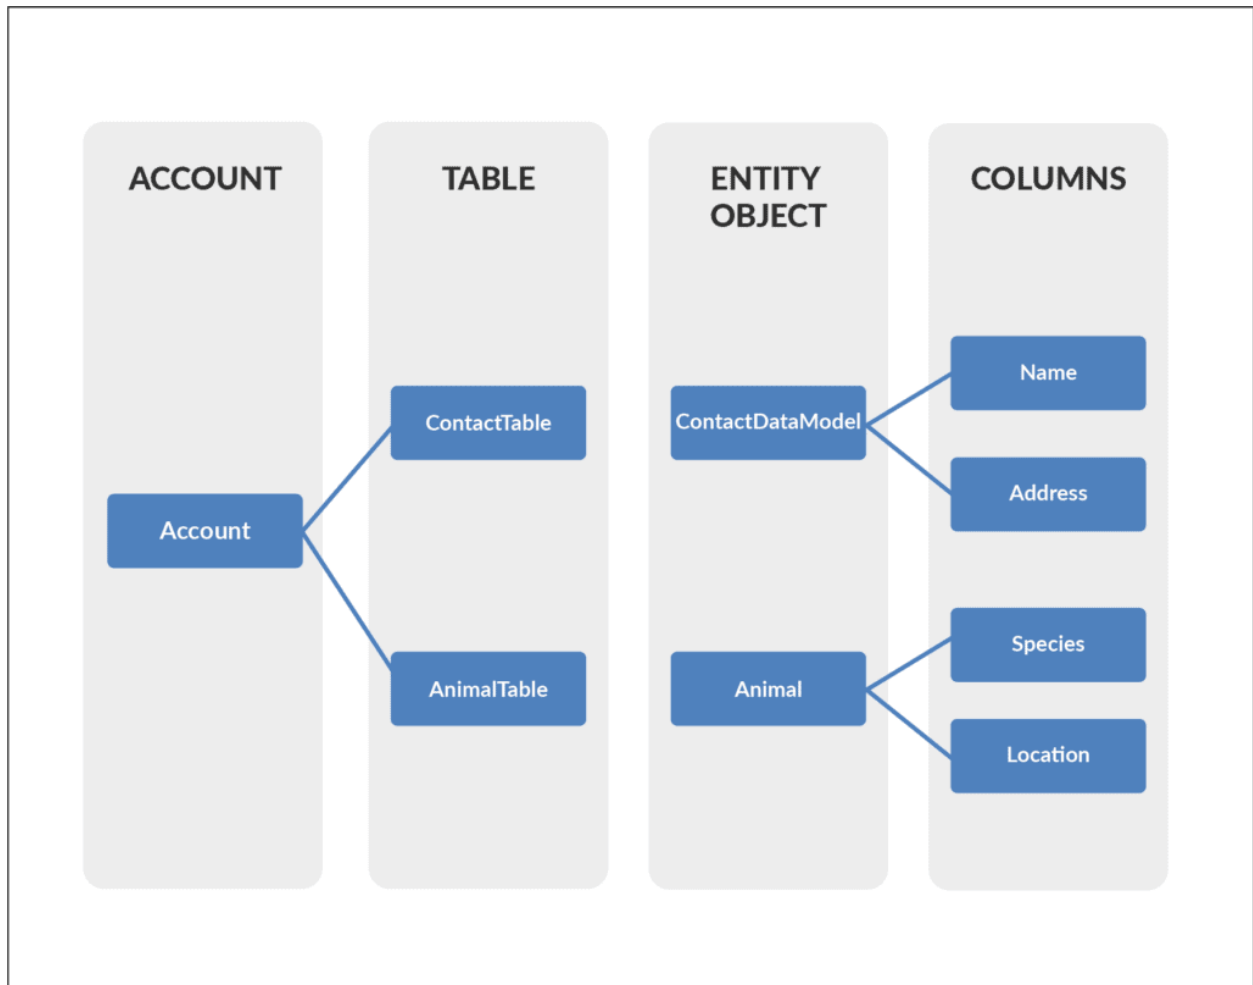 ACCOUNT
TABLE
ENTITY
OBJECT
COLUMNS
Account
ContactTable
AnimalTable
ContactDataModel
Animal
Name
Address
Species
Location